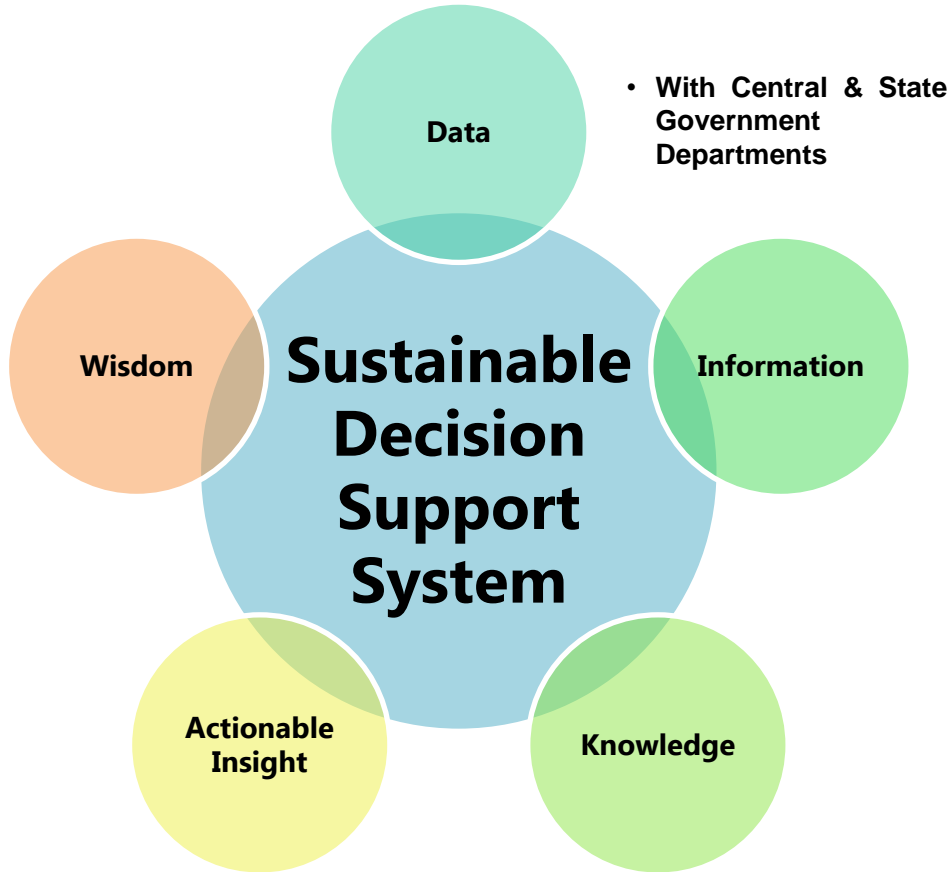 Data
• With Central & State
Government
Departments
Wisdom
Information
Sustainable
Decision
Support
System
Actionable
Insight
Knowledge